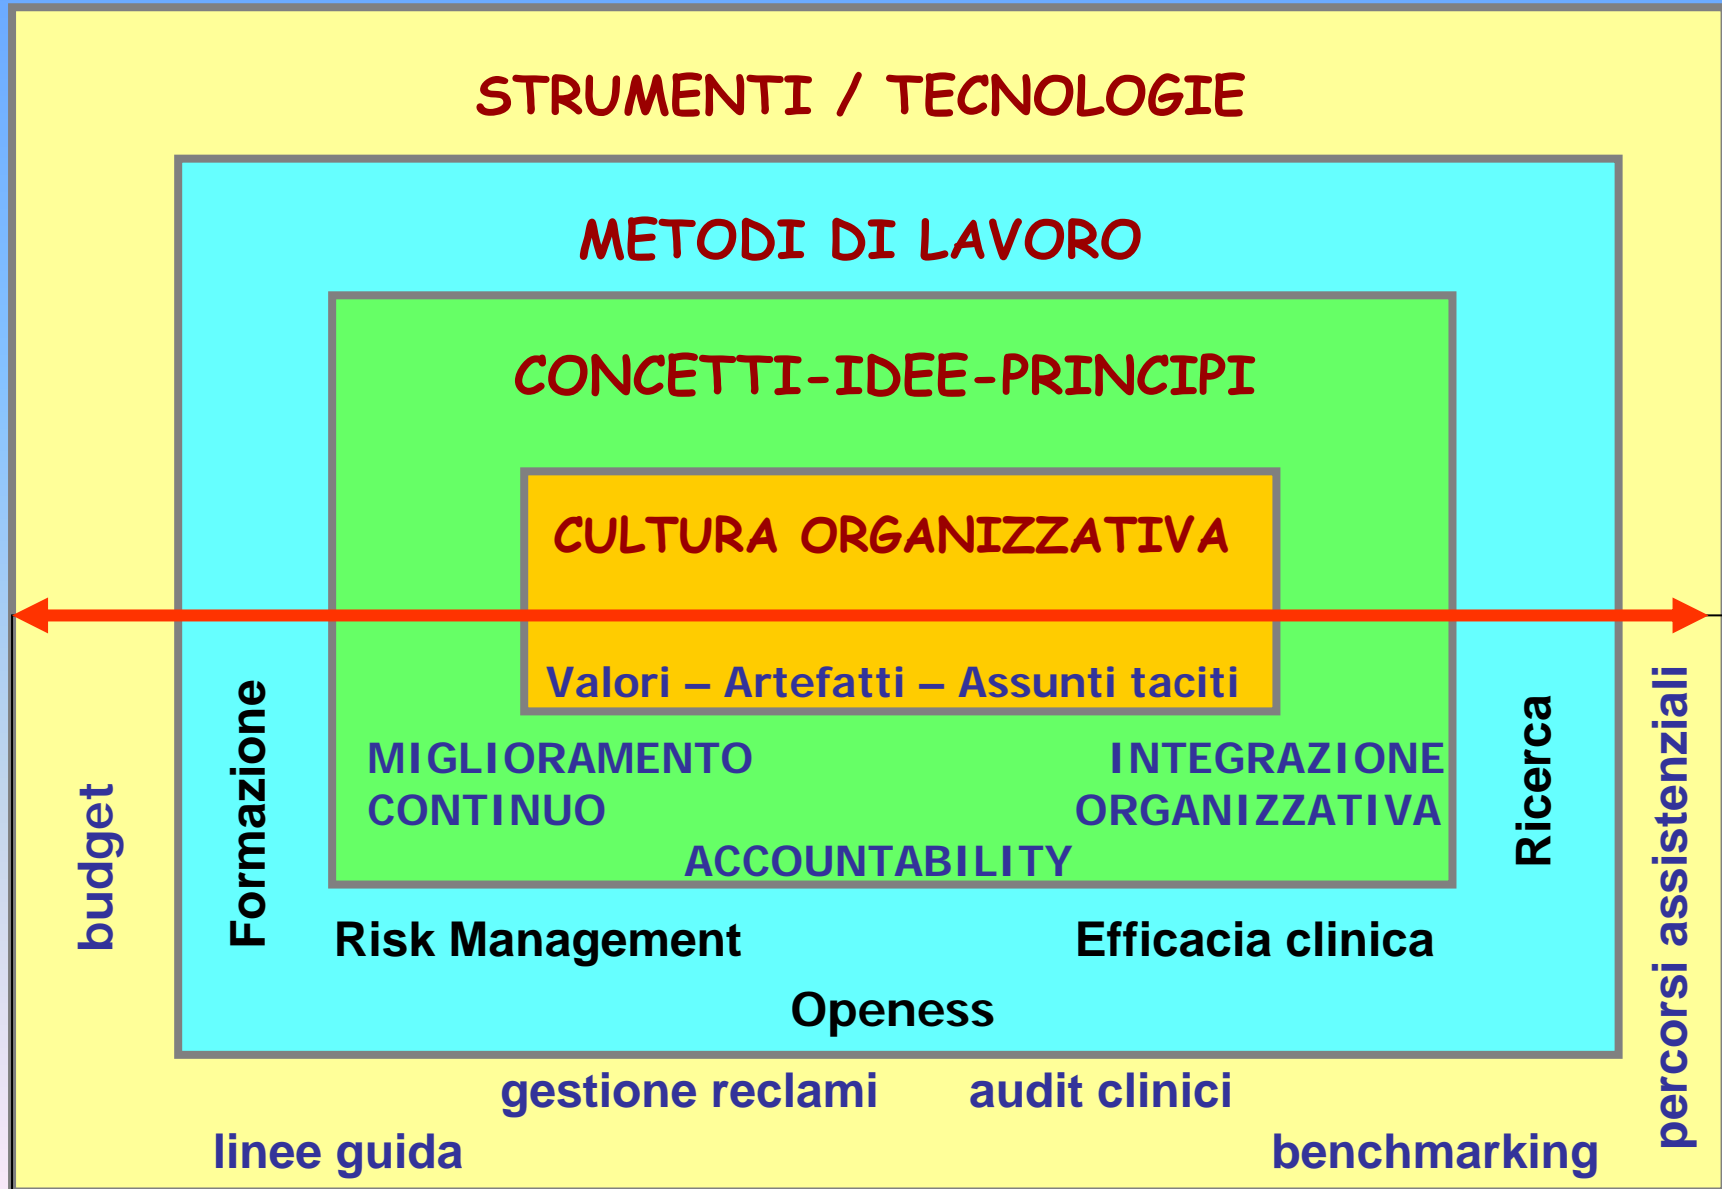 STRUMENTI / TECNOLOGIE
METODI DI LAVORO
CONCETTI-IDEE-PRINCIPI
CULTURA ORGANIZZATIVA
Valori – Artefatti – Assunti taciti
MIGLIORAMENTO
CONTINUO
INTEGRAZIONE
ORGANIZZATIVA
ACCOUNTABILITY
Formazione
Ricerca
Risk Management
Efficacia clinica
Openess
budget
percorsi assistenziali
gestione reclami
audit clinici
linee guida
benchmarking